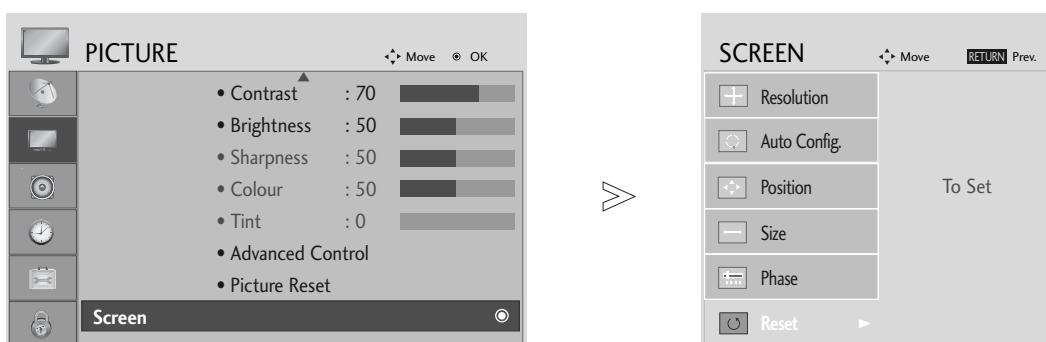 PICTURE Move OK
• Contrast : 70
• Brightness : 50
• Sharpness : 50
• Colour : 50
• Tint : 0
• Advanced Control
• Picture Reset
Screen
SCREEN Move RETURN Prev.
Resolution
Auto Config.
Position
To Set
Size
Phase
Reset